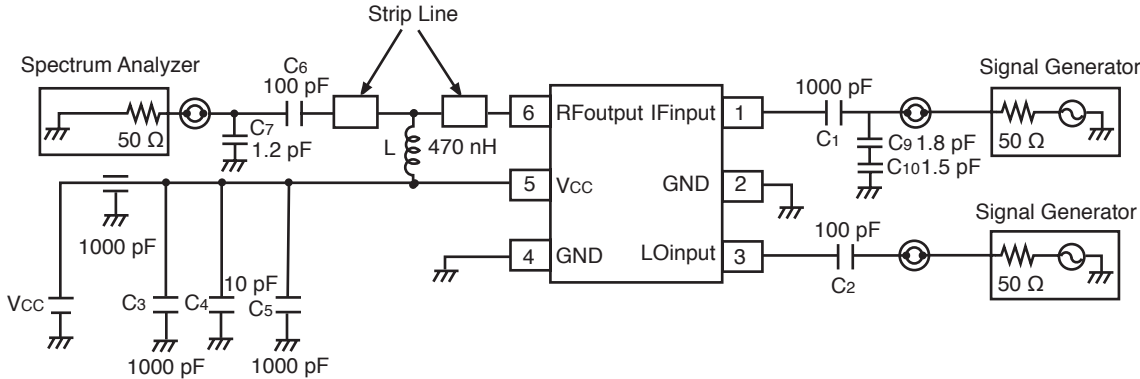 Strip Line
Spectrum Analyzer
C6
100 pF
50 Ω
C7
1.2 pF
L
470 nH
6
RFoutput
IFinput
1
5
VCC
GND
2
4
GND
LOinput
3
1000 pF
C1
C9 1.8 pF
C10 1.5 pF
Signal Generator
50 Ω
100 pF
C2
Signal Generator
50 Ω
1000 pF
VCC
C3
1000 pF
10 pF
C4
C5
1000 pF